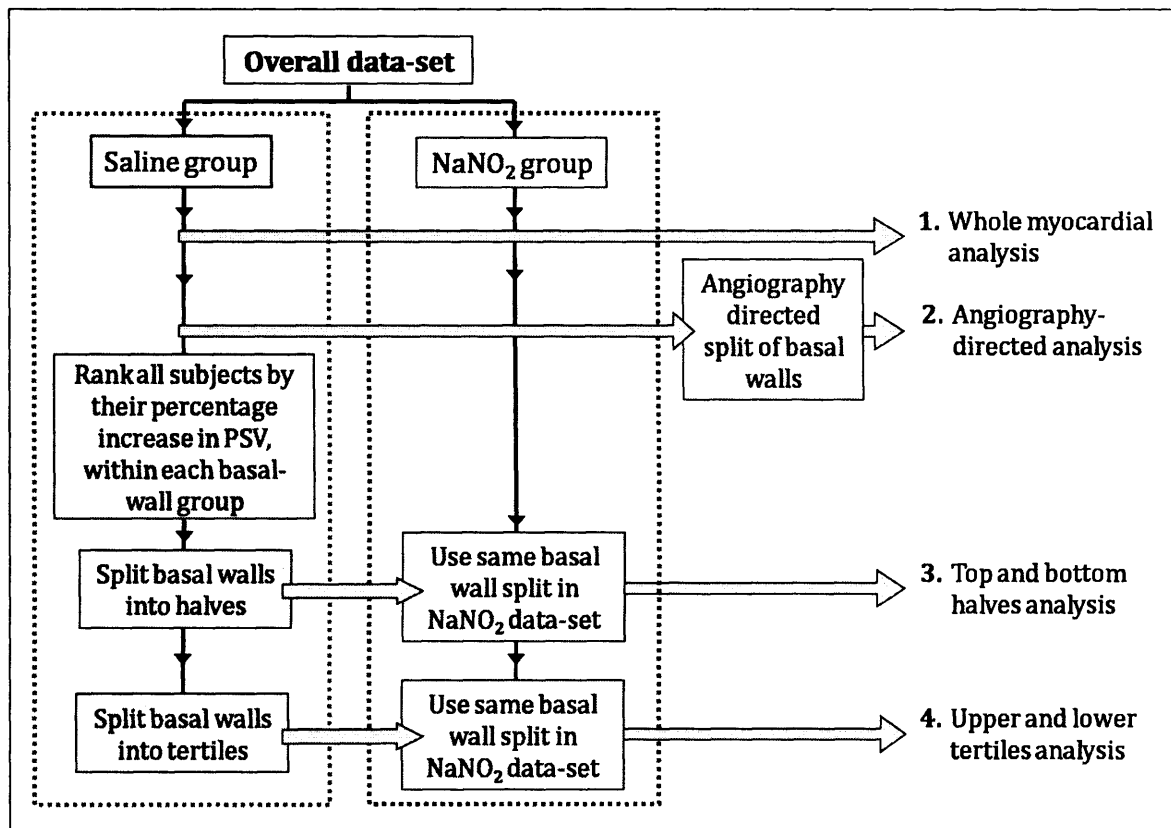 Overall data-set
Saline group
NaNO₂ group
1. Whole myocardial
analysis
Angiography
directed
split of basal
walls
2. Angiography-
directed analysis
Rank all subjects by
their percentage
increase in PSV,
within each basal-
wall group
Split basal walls
into halves
Use same basal
wall split in
NaNO₂ data-set
3. Top and bottom
halves analysis
Split basal walls
into tertiles
Use same basal
wall split in
NaNO₂ data-set
4. Upper and lower
tertiles analysis